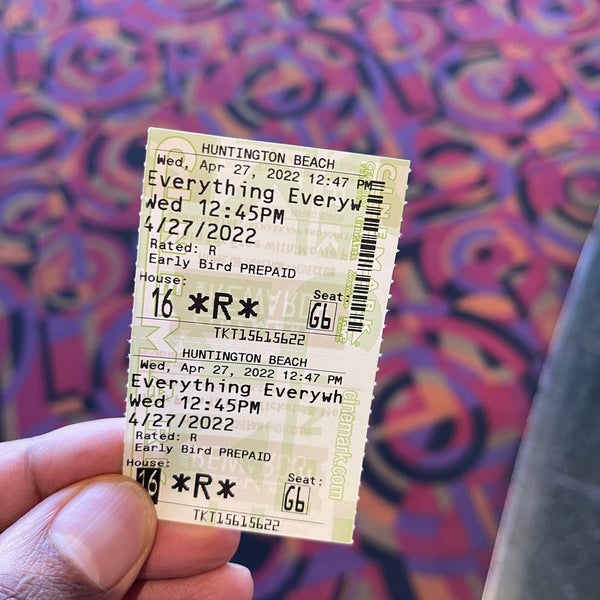 HUNTINGTON BEACH
Wed, Apr 27, 2022 12:47 PM
Everything Everyw
Wed 12:45PM
4/27/2022
Rated: R
Early Bird PREPAID
House:
Seat:
16 *R* G6
TKT15615622
HUNTINGTON BEACH
Wed, Apr 27, 2022 12:47 PM
Everything Everywh
Wed 12:45PM
4/27/2022
Rated: R
Early Bird PREPAID
House:
Seat:
16 *R* G6
TKT15615622
CINEMARK
cinemark.com